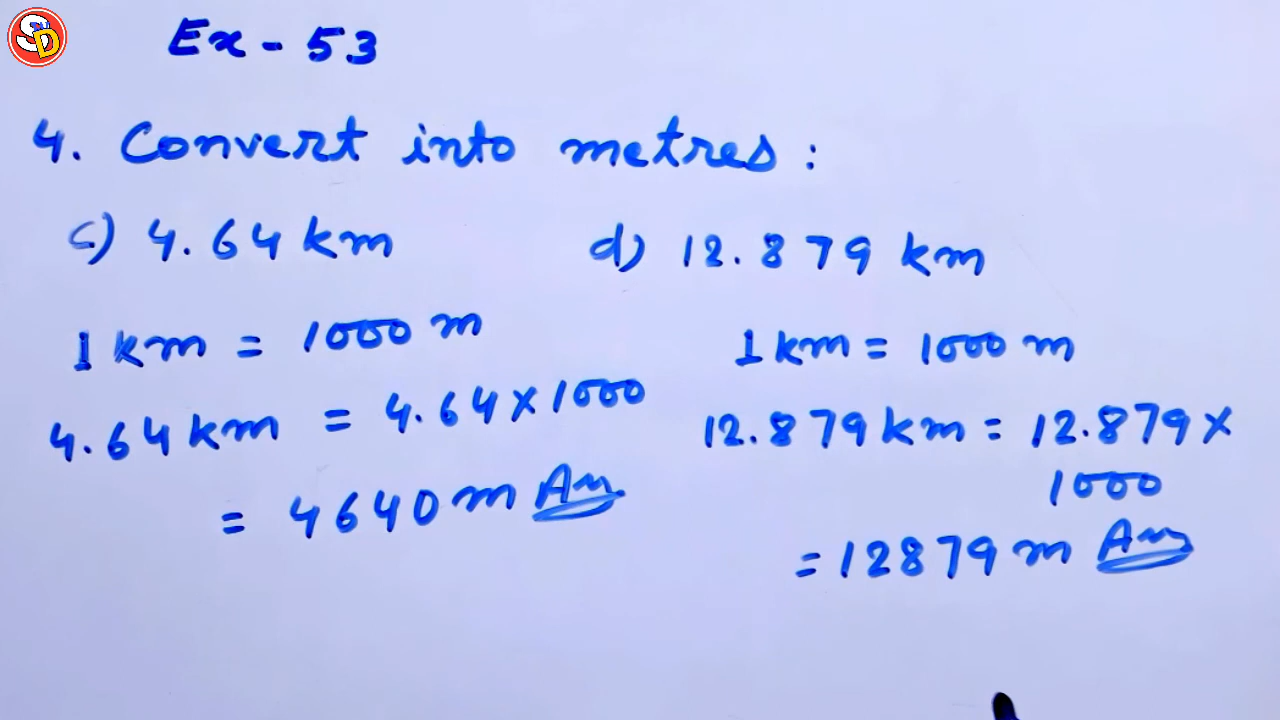 SD
Ex - 53
4. Convert into metres :
c) 4.64 km
1 km = 1000 m
4.64 km = 4.64 x 1000
= 4640 m Ans
d) 12.879 km
1 km = 1000 m
12.879 km = 12.879 x
1000
= 12879 m Ans